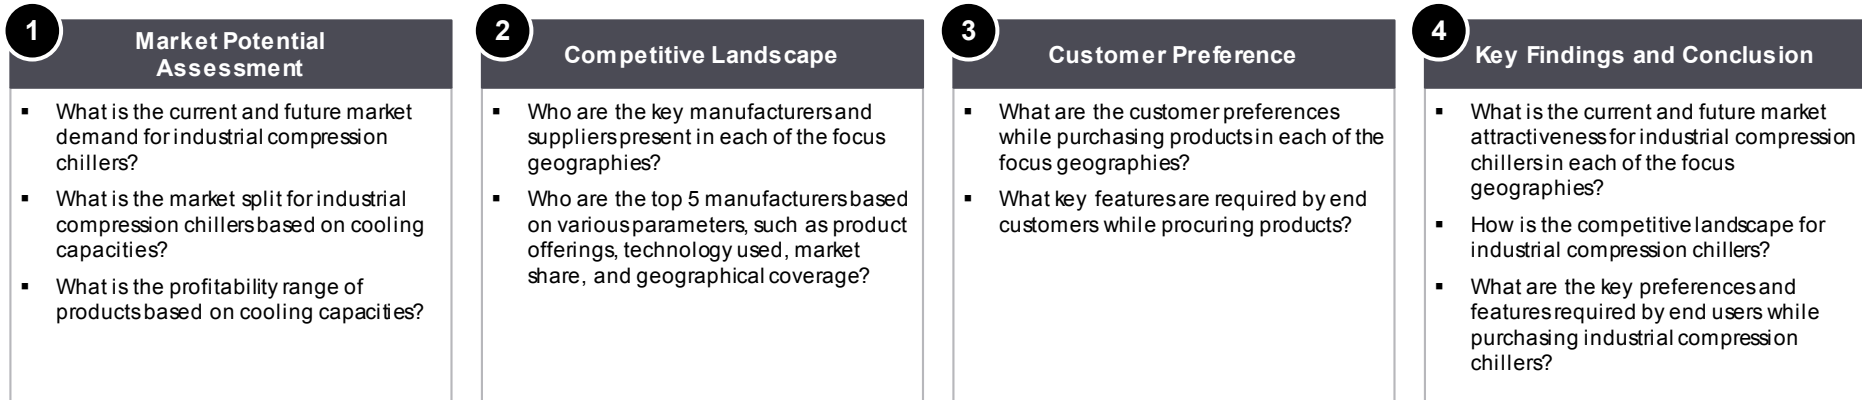 1
Market Potential
Assessment
▪ What is the current and future market
demand for industrial compression
chillers?
▪ What is the market split for industrial
compression chillers based on cooling
capacities?
▪ What is the profitability range of
products based on cooling capacities?
2
Competitive Landscape
▪ Who are the key manufacturers and
suppliers present in each of the focus
geographies?
▪ Who are the top 5 manufacturers based
on various parameters, such as product
offerings, technology used, market
share, and geographical coverage?
3
Customer Preference
▪ What are the customer preferences
while purchasing products in each of the
focus geographies?
▪ What key features are required by end
customers while procuring products?
4
Key Findings and Conclusion
▪ What is the current and future market
attractiveness for industrial compression
chillers in each of the focus
geographies?
▪ How is the competitive landscape for
industrial compression chillers?
▪ What are the key preferences and
features required by end users while
purchasing industrial compression
chillers?